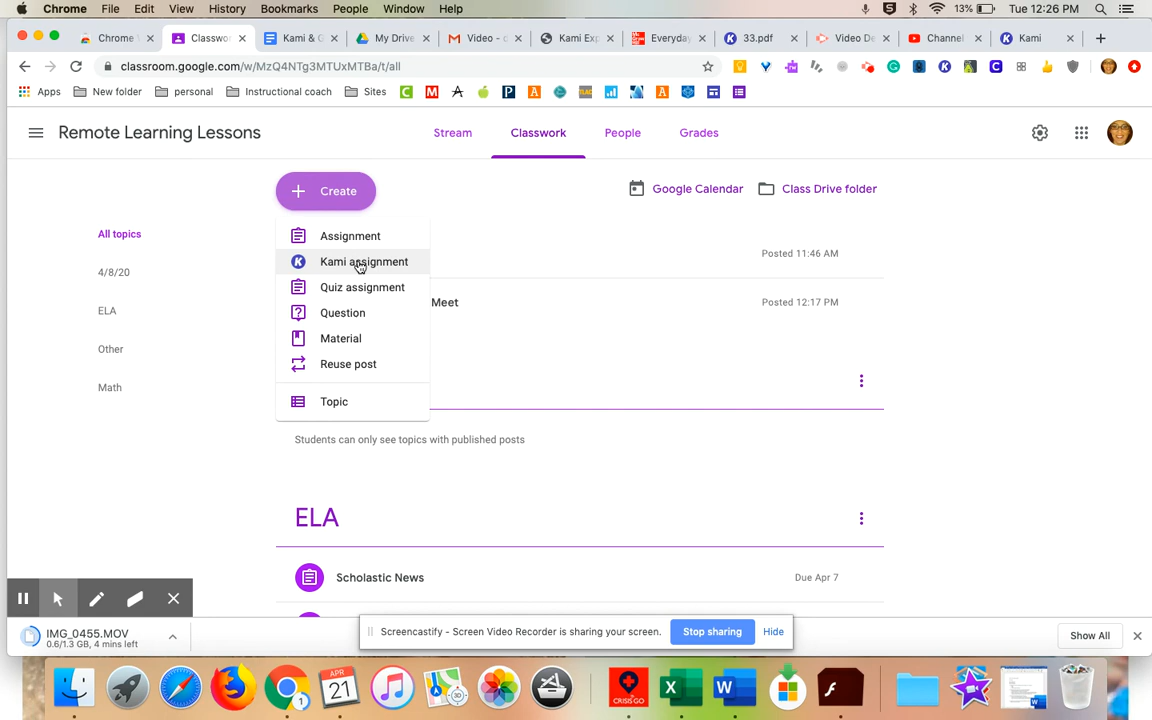 Chrome File Edit View History Bookmarks People Window Help 13% Tue 12:26 PM
Chrome Classwo Kami & G My Drive Video - d Kami Exp Everyday 33.pdf Video De Channel Kami
classroom.google.com/w/MzQ4NTg3MTUxMTBa/t/all
Apps New folder personal Instructional coach Sites
Remote Learning Lessons Stream Classwork People Grades
+ Create Google Calendar Class Drive folder
All topics
4/8/20
ELA
Other
Math
Assignment
Kami assignment
Quiz assignment
Question
Material
Reuse post
Topic
Posted 11:46 AM
Meet Posted 12:17 PM
Students can only see topics with published posts
ELA
Scholastic News Due Apr 7
IMG_0455.MOV
0.6/1.3 GB, 4 mins left
Screencastify - Screen Video Recorder is sharing your screen. Stop sharing Hide
Show All
APR
21
CRISS GO